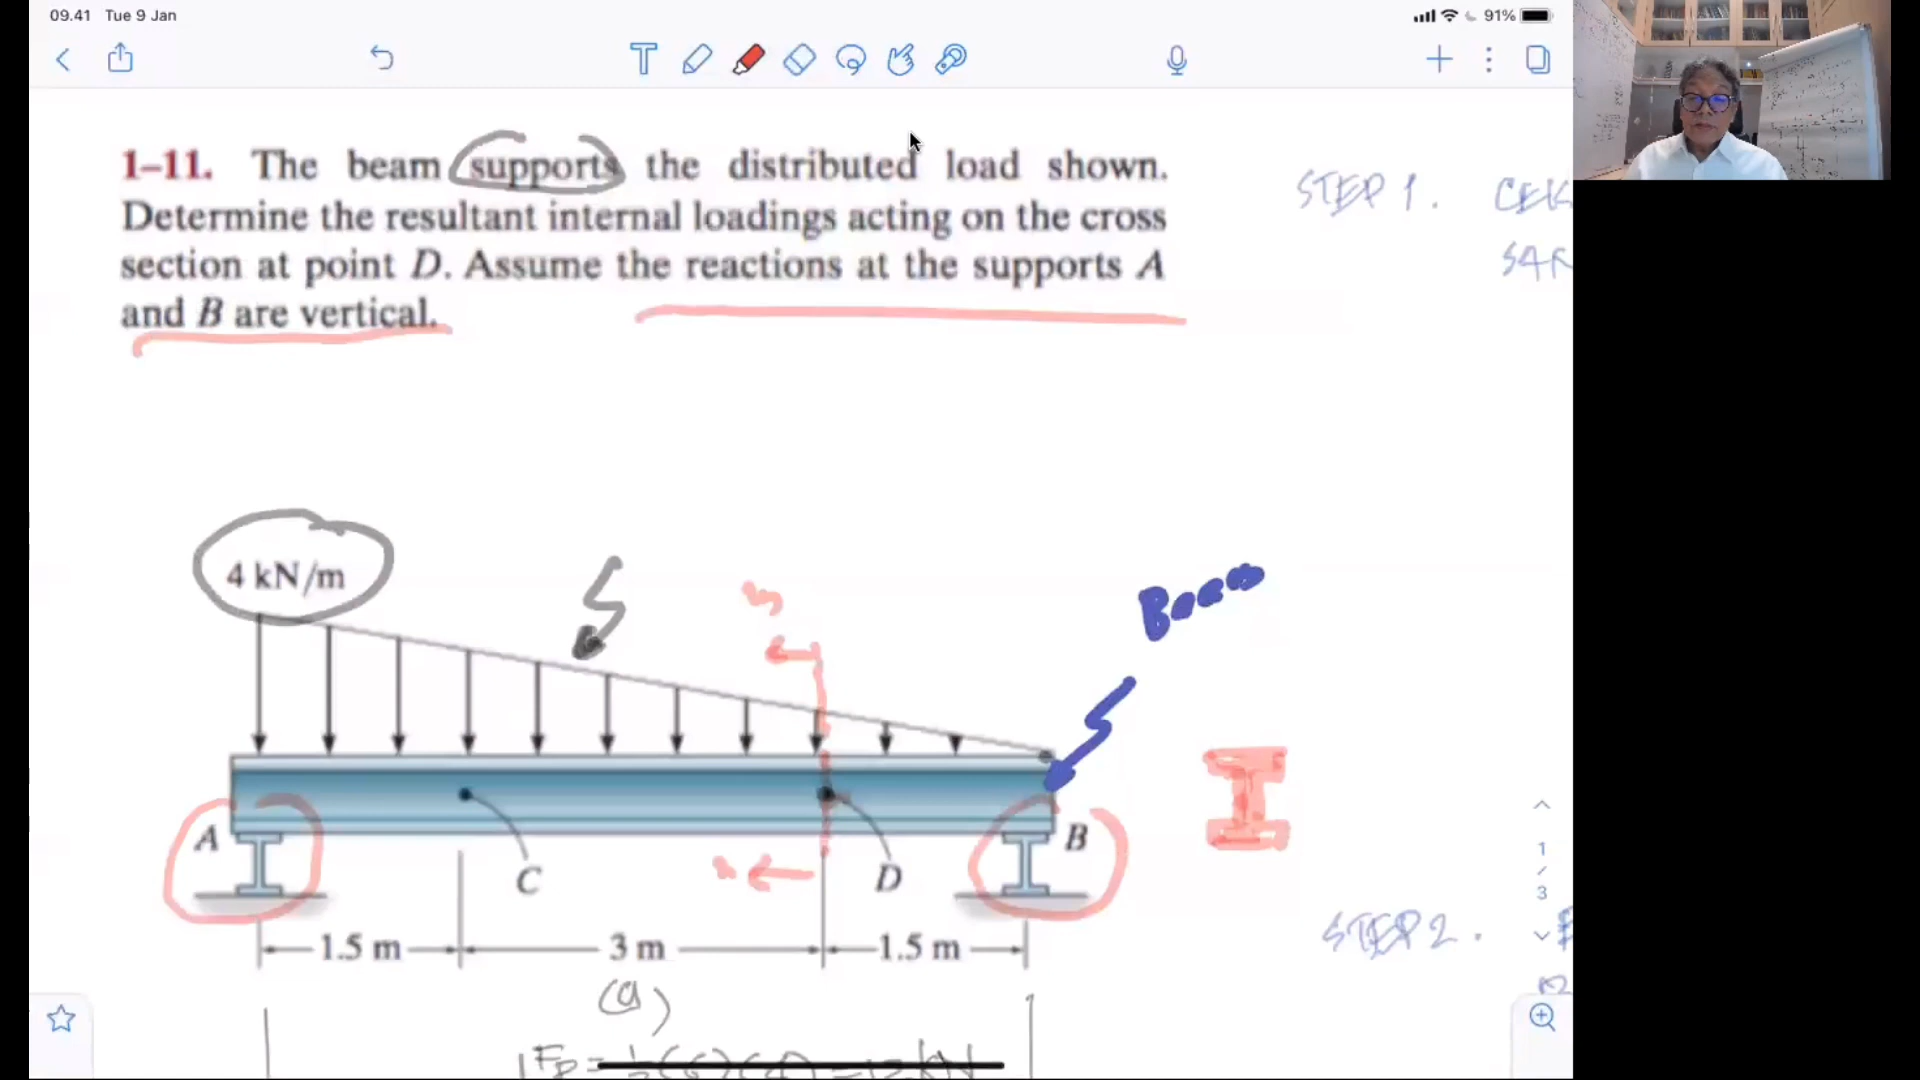 09.41 Tue 9 Jan
91%
1–11. The beam supports the distributed load shown.
Determine the resultant internal loadings acting on the cross
section at point D. Assume the reactions at the supports A
and B are vertical.
STEP 1.
4 kN/m
A
B
C
D
1.5 m
3 m
1.5 m
(a)
1
/
3
STEP 2.